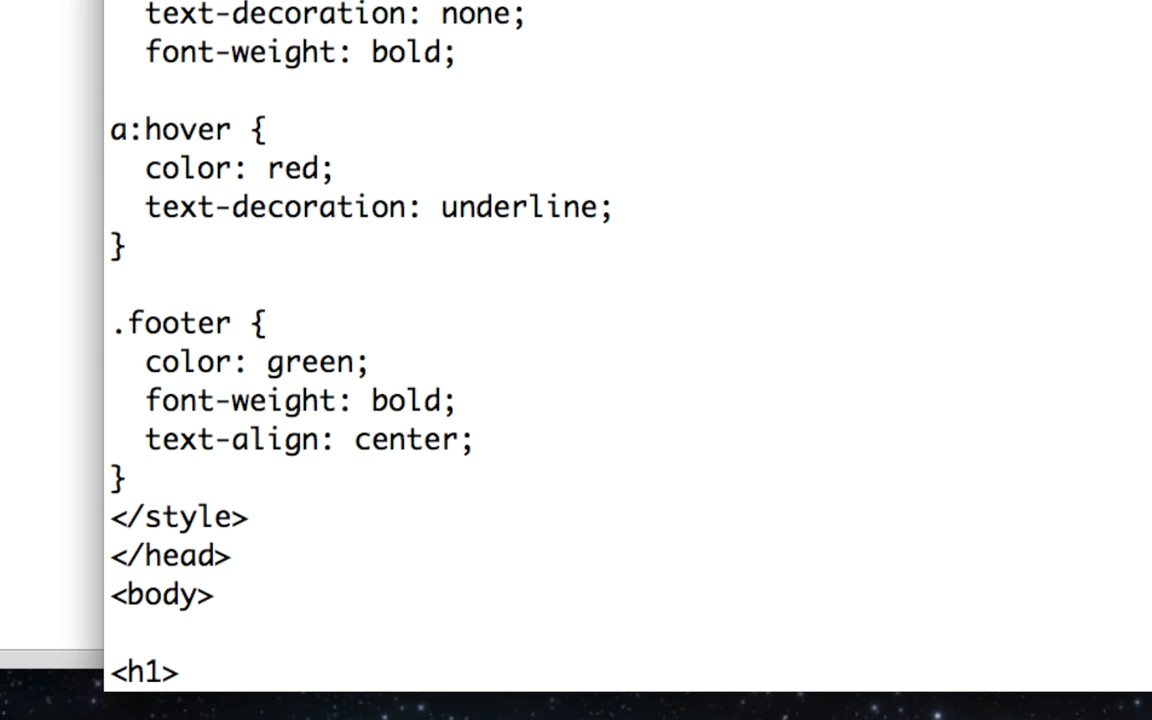 text-decoration: none;
font-weight: bold;
a:hover {
color: red;
text-decoration: underline;
}
.footer {
color: green;
font-weight: bold;
text-align: center;
}
</style>
</head>
<body>
<h1>